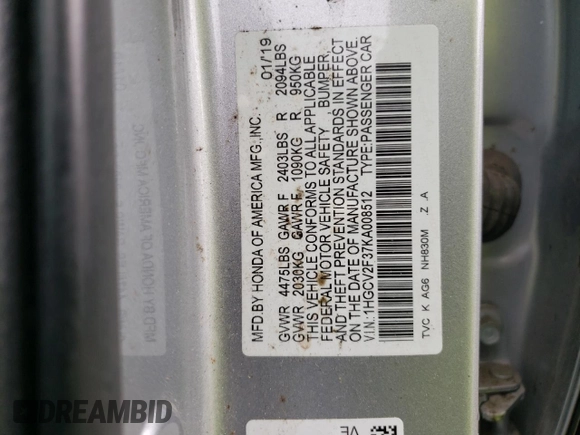 MFD.BY HONDA OF AMERICA MFG.,INC. 01/'19
GVWR 4475LBS GAWR F 2403LBS R 2094LBS
GVWR 2030KG GAWR F 1090KG R 950KG
THIS VEHICLE CONFORMS TO ALL APPLICABLE
FEDERAL MOTOR VEHICLE SAFETY BUMPER,
AND THEFT PREVENTION STANDARDS IN EFFECT
ON THE DATE OF MANUFACTURE SHOWN ABOVE.
V.I.N.:1HGCV2F37KA008512 TYPE:PASSENGER CAR
TVC K AG6 NH830M .Z .A
VE
DREAMBID